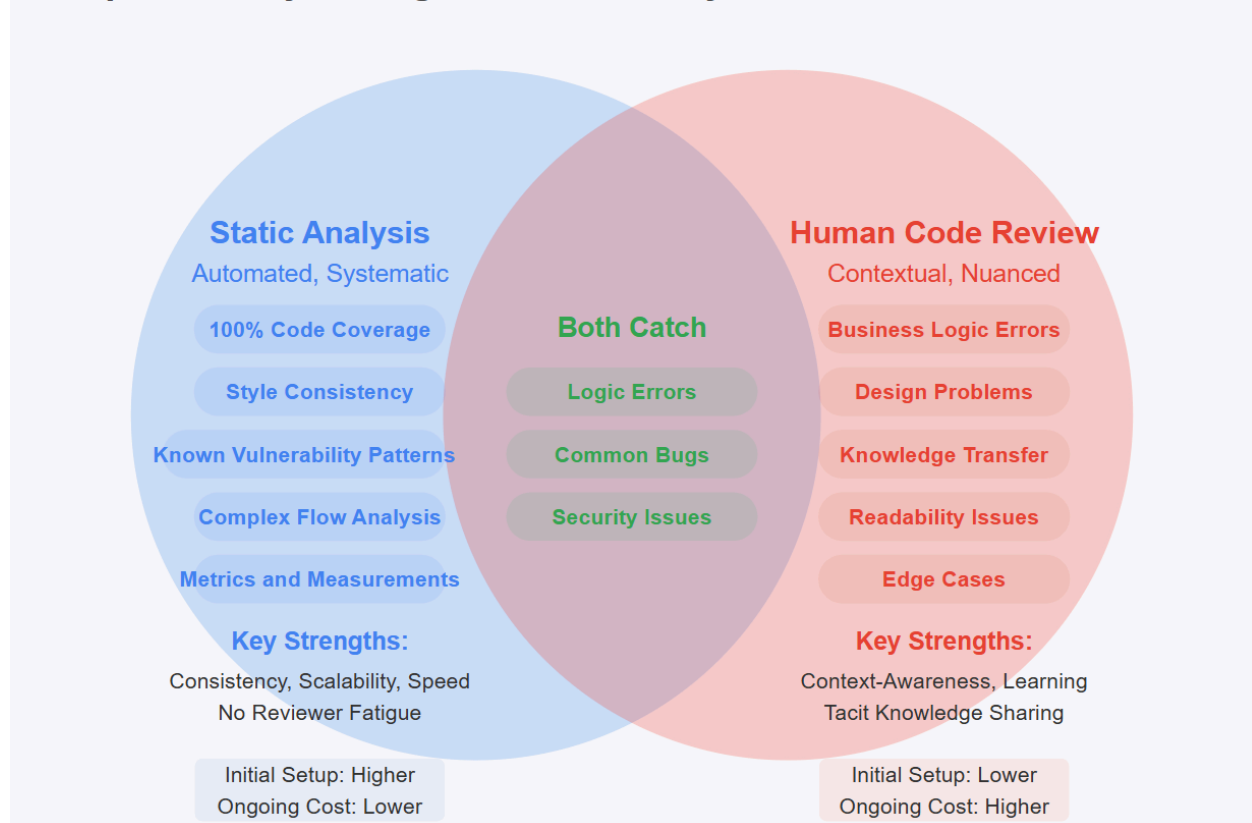 Static Analysis
Automated, Systematic
100% Code Coverage
Style Consistency
Known Vulnerability Patterns
Complex Flow Analysis
Metrics and Measurements
Key Strengths:
Consistency, Scalability, Speed
No Reviewer Fatigue
Initial Setup: Higher
Ongoing Cost: Lower
Both Catch
Logic Errors
Common Bugs
Security Issues
Human Code Review
Contextual, Nuanced
Business Logic Errors
Design Problems
Knowledge Transfer
Readability Issues
Edge Cases
Key Strengths:
Context-Awareness, Learning
Tacit Knowledge Sharing
Initial Setup: Lower
Ongoing Cost: Higher